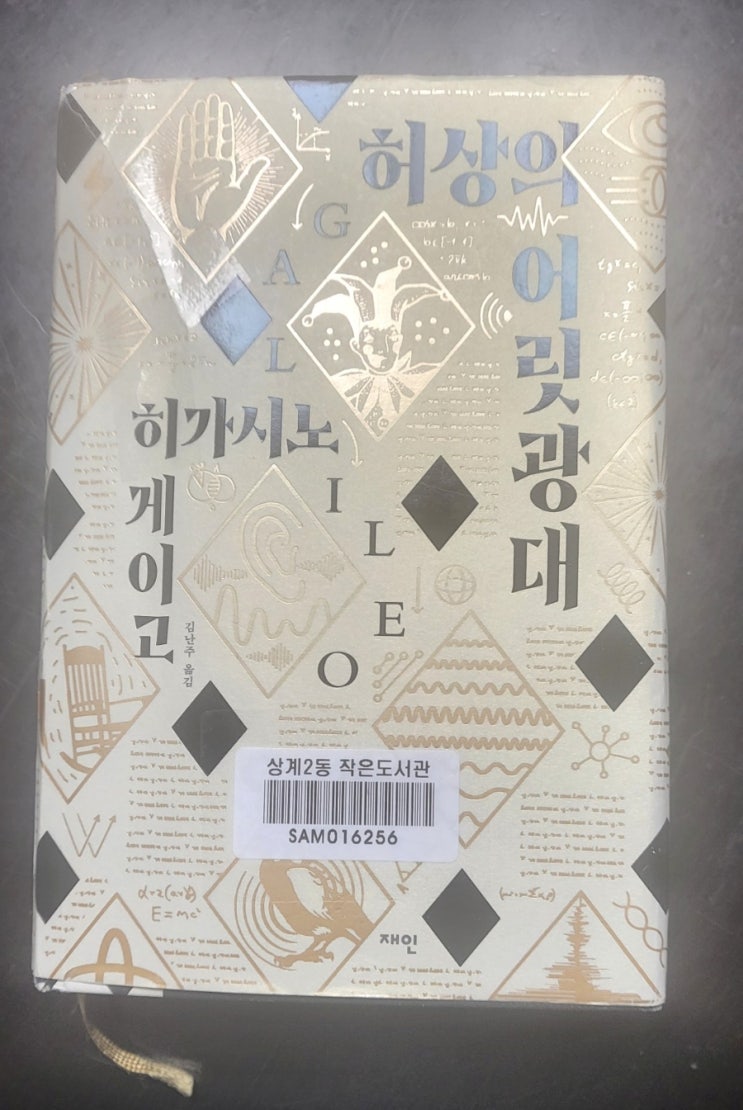 허상의
어릿광대
GALILEO
히가시노
게이고
김난주 옮김
상계2동 작은도서관
SAM016256
E=mc²
재인